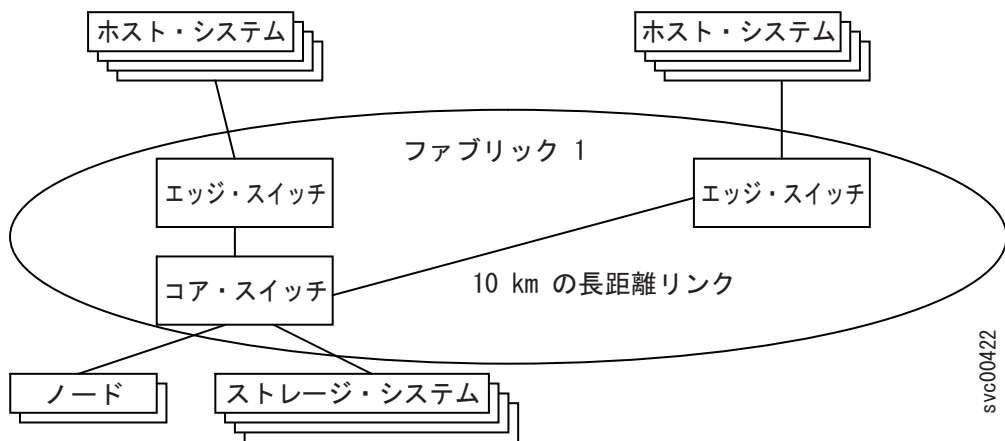 ホスト・システム
ホスト・システム
ファブリック 1
エッジ・スイッチ
エッジ・スイッチ
コア・スイッチ
10 km の長距離リンク
ノード
ストレージ・システム
svc00422